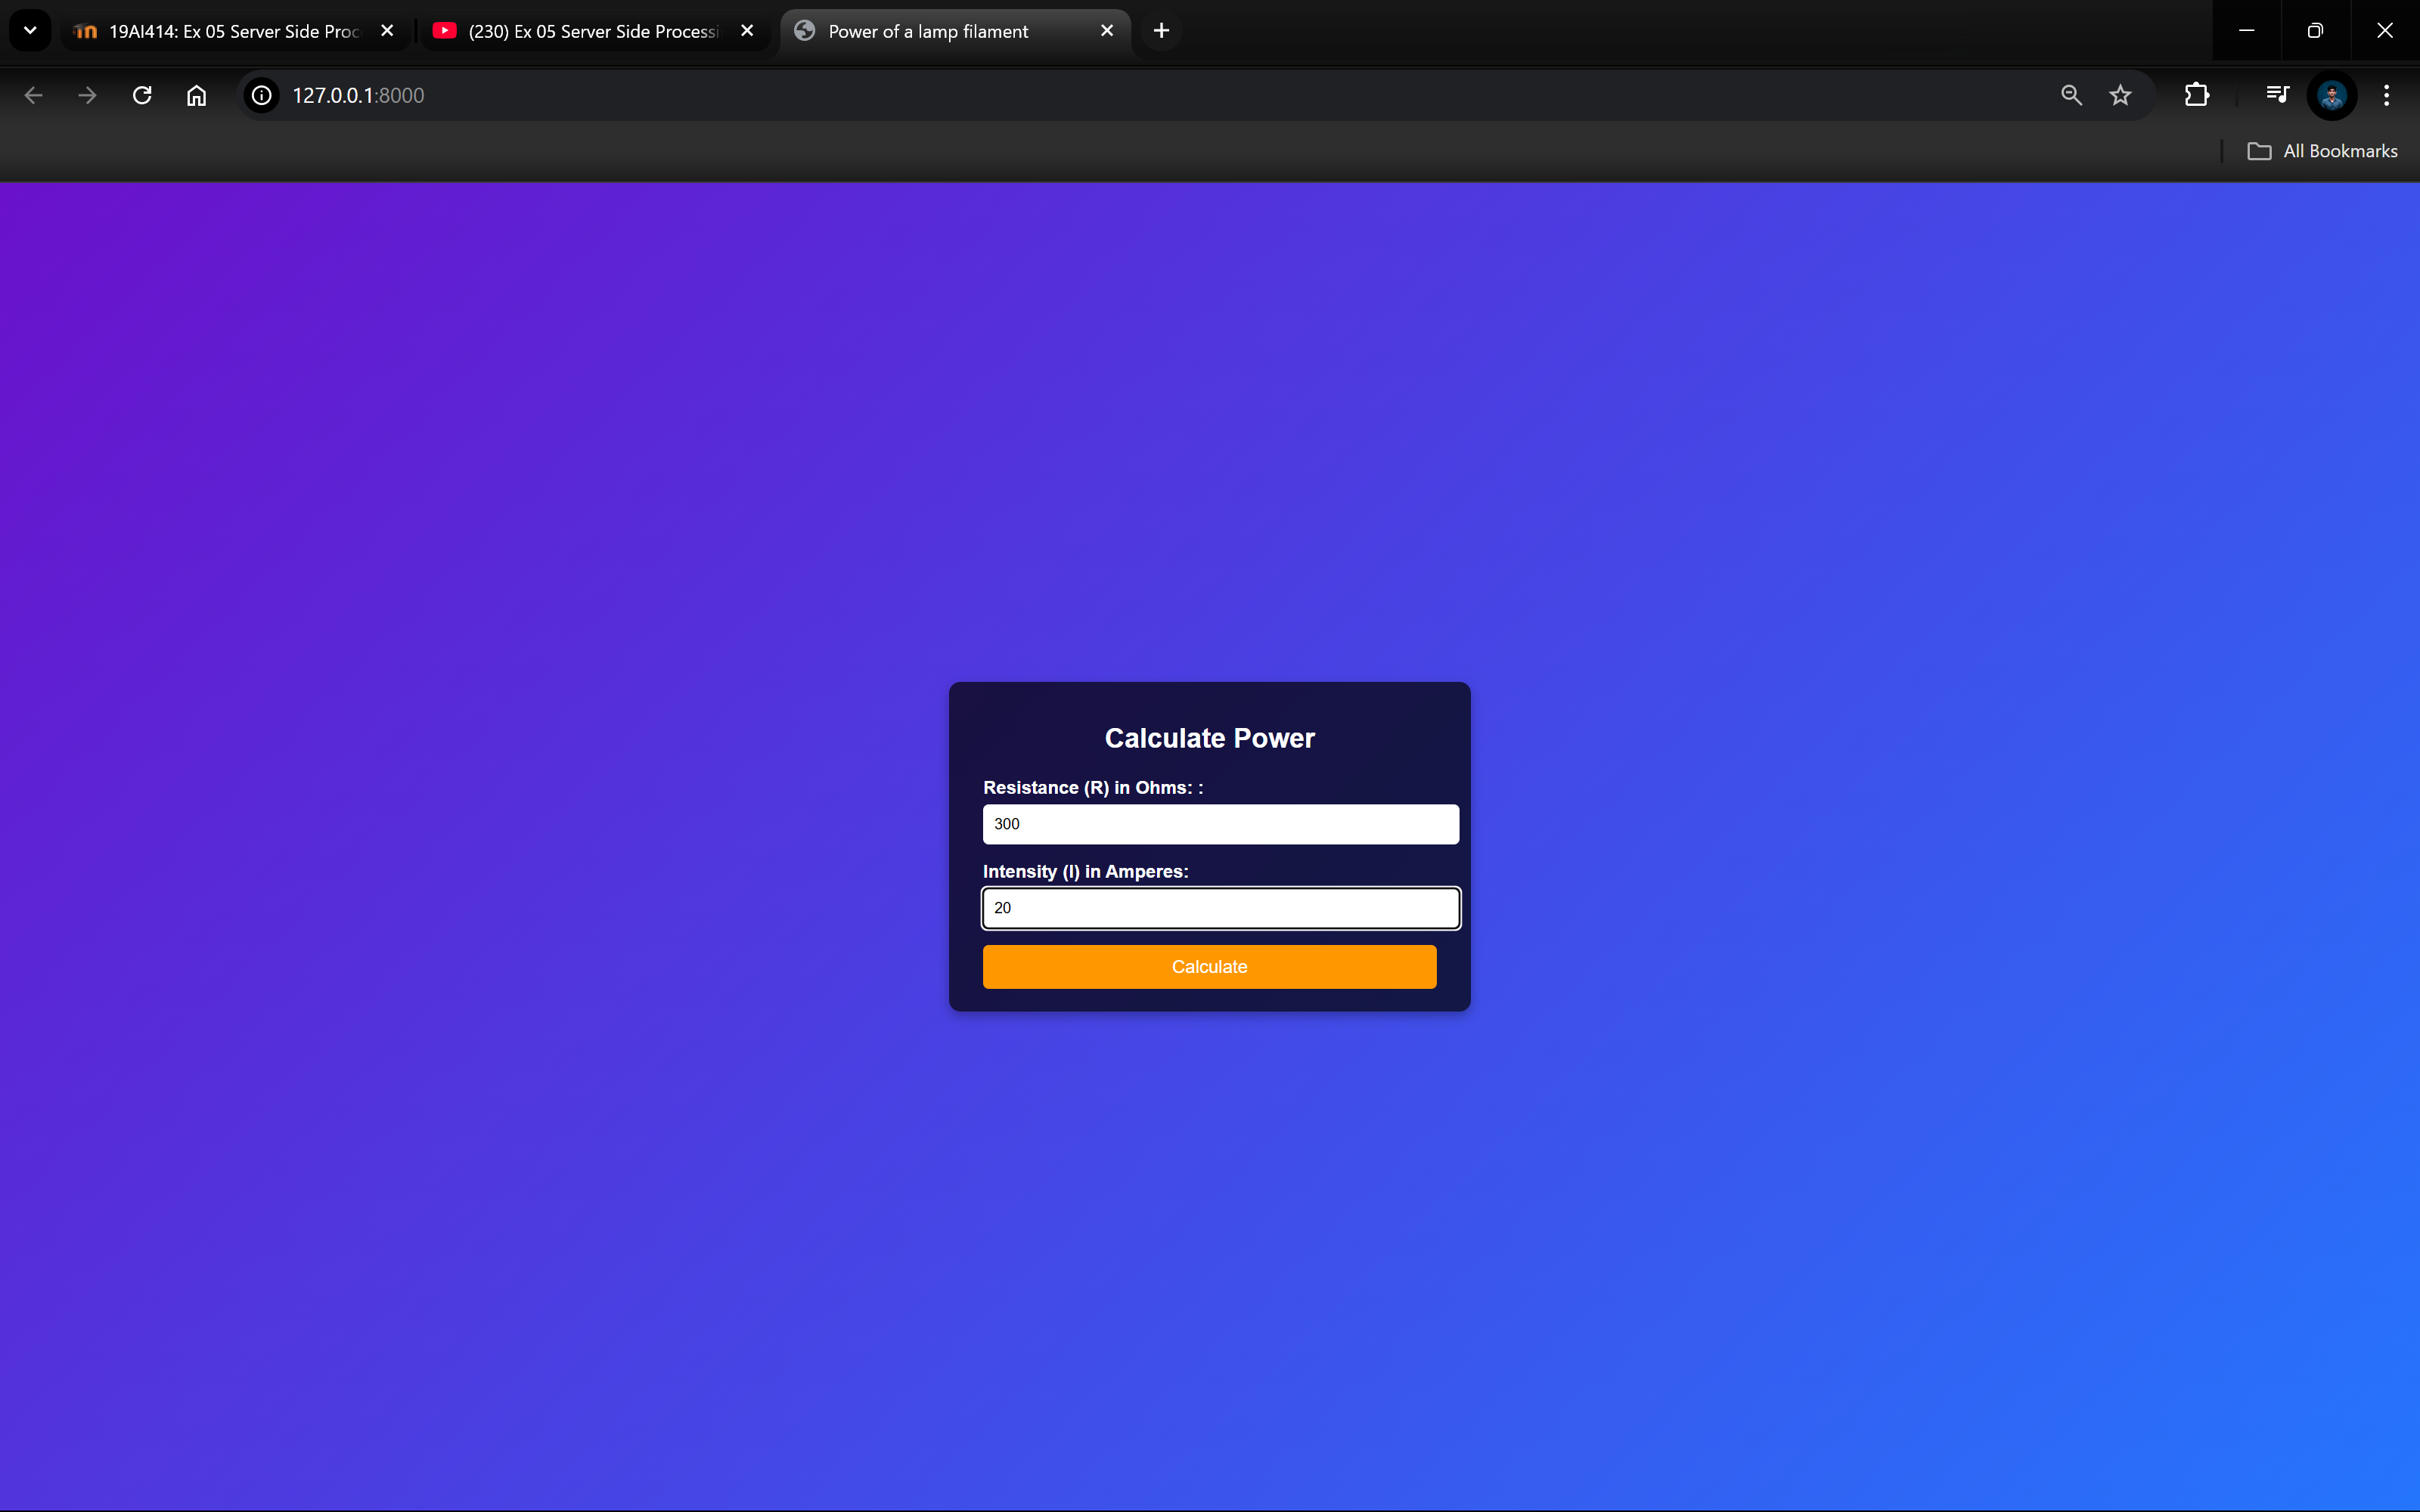 19AI414: Ex 05 Server Side Proc
(230) Ex 05 Server Side Processi
Power of a lamp filament
127.0.0.1:8000
All Bookmarks
Calculate Power
Resistance (R) in Ohms: :
300
Intensity (I) in Amperes:
20
Calculate